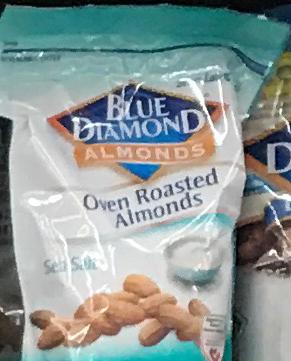 BLUE
DIAMOND
ALMONDS
Oven Roasted
Almonds
Sea Salt
D